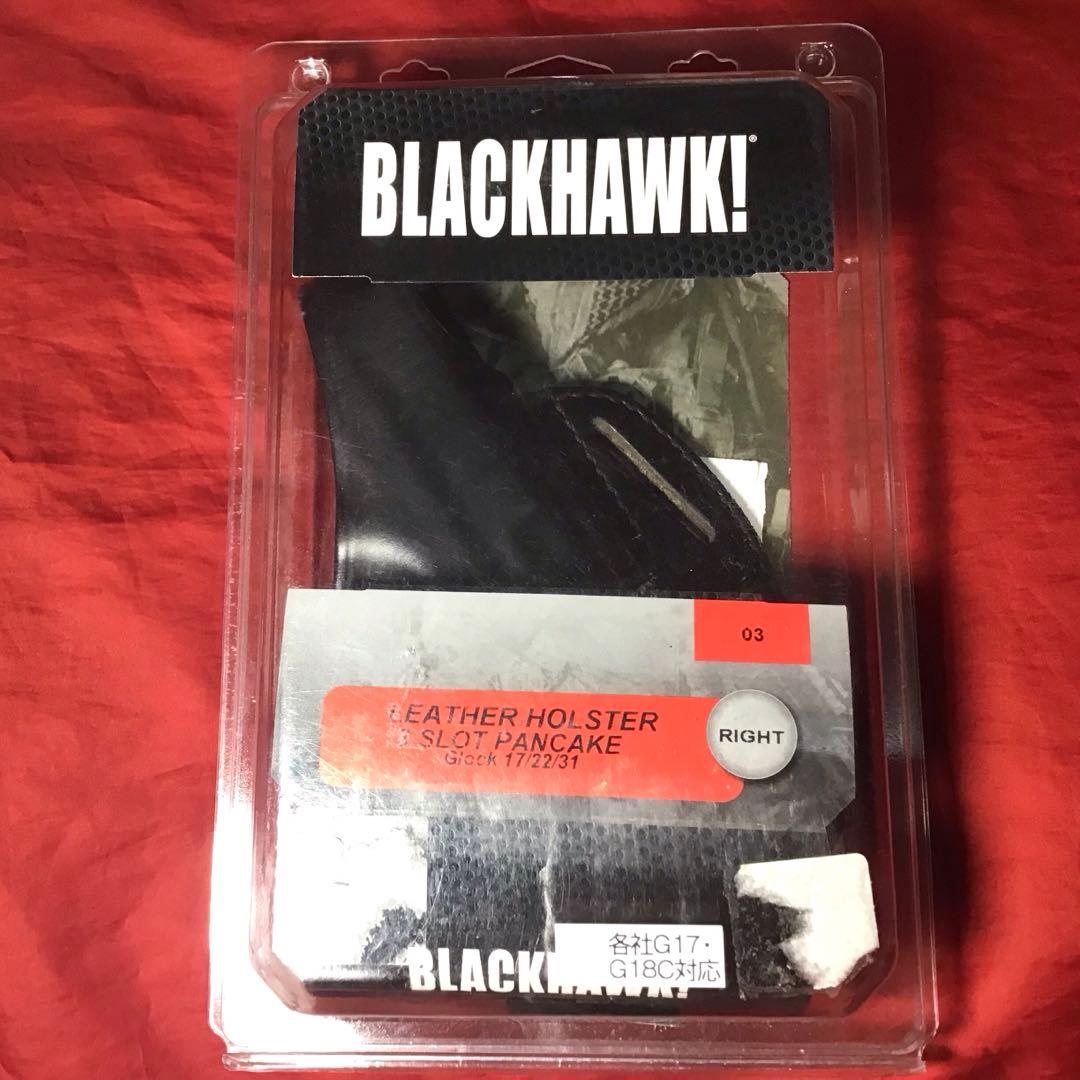 BLACKHAWK!®
03
LEATHER HOLSTER
3 SLOT PANCAKE
Glock 17/22/31
RIGHT
各社G17・
G18C対応
BLACKHAWK!